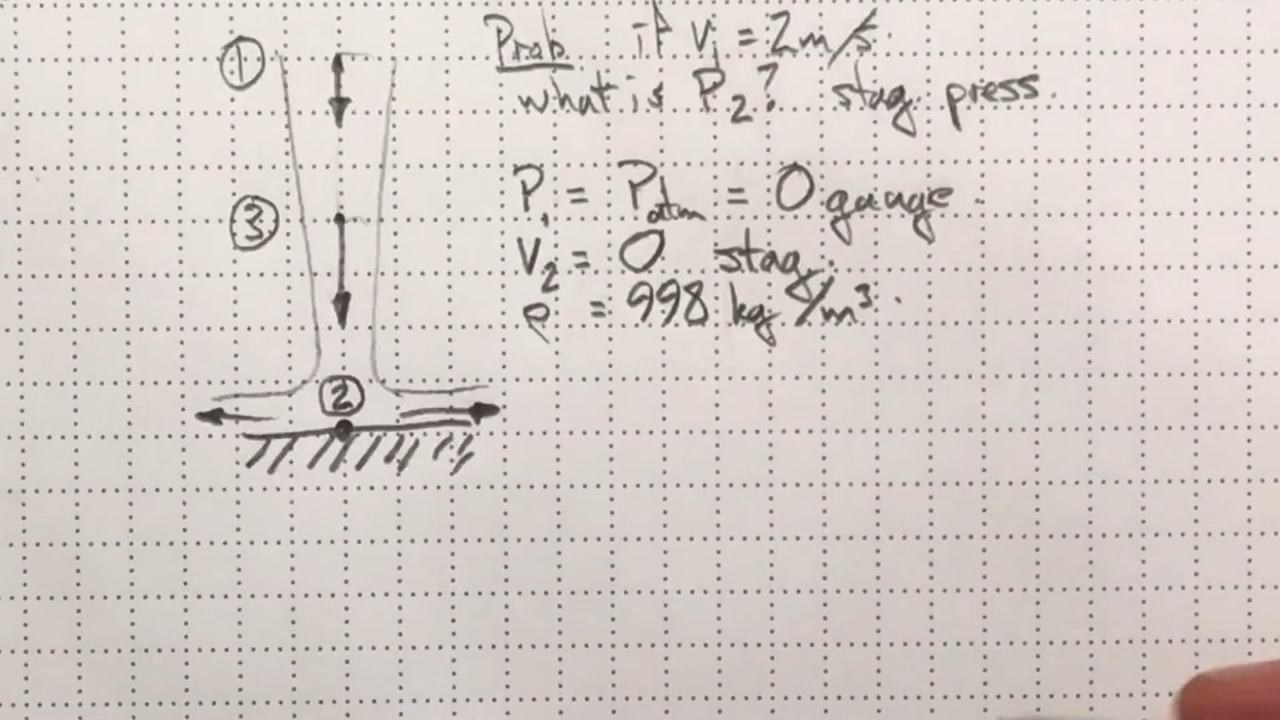 Prob if V₁ = 2 m/s.
what is P₂? stag. press.
P₁ = Patm = 0 gauge.
V₂ = 0 stag.
ρ = 998 kg/m³.
①
③
②